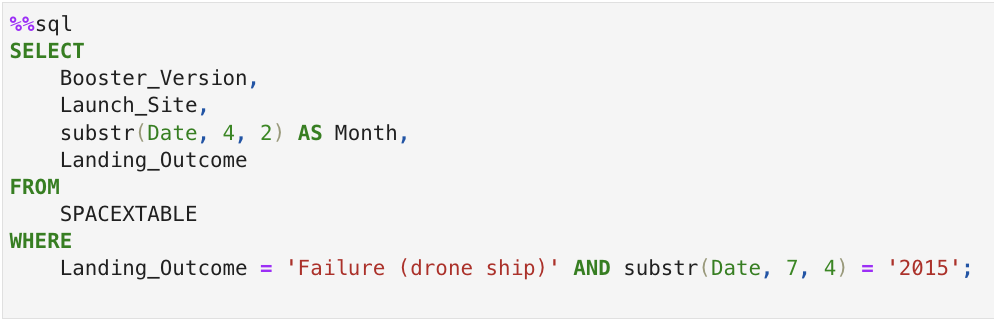 %%sql
SELECT
    Booster_Version,
    Launch_Site,
    substr(Date, 4, 2) AS Month,
    Landing_Outcome
FROM
    SPACEXTABLE
WHERE
    Landing_Outcome = 'Failure (drone ship)' AND substr(Date, 7, 4) = '2015';